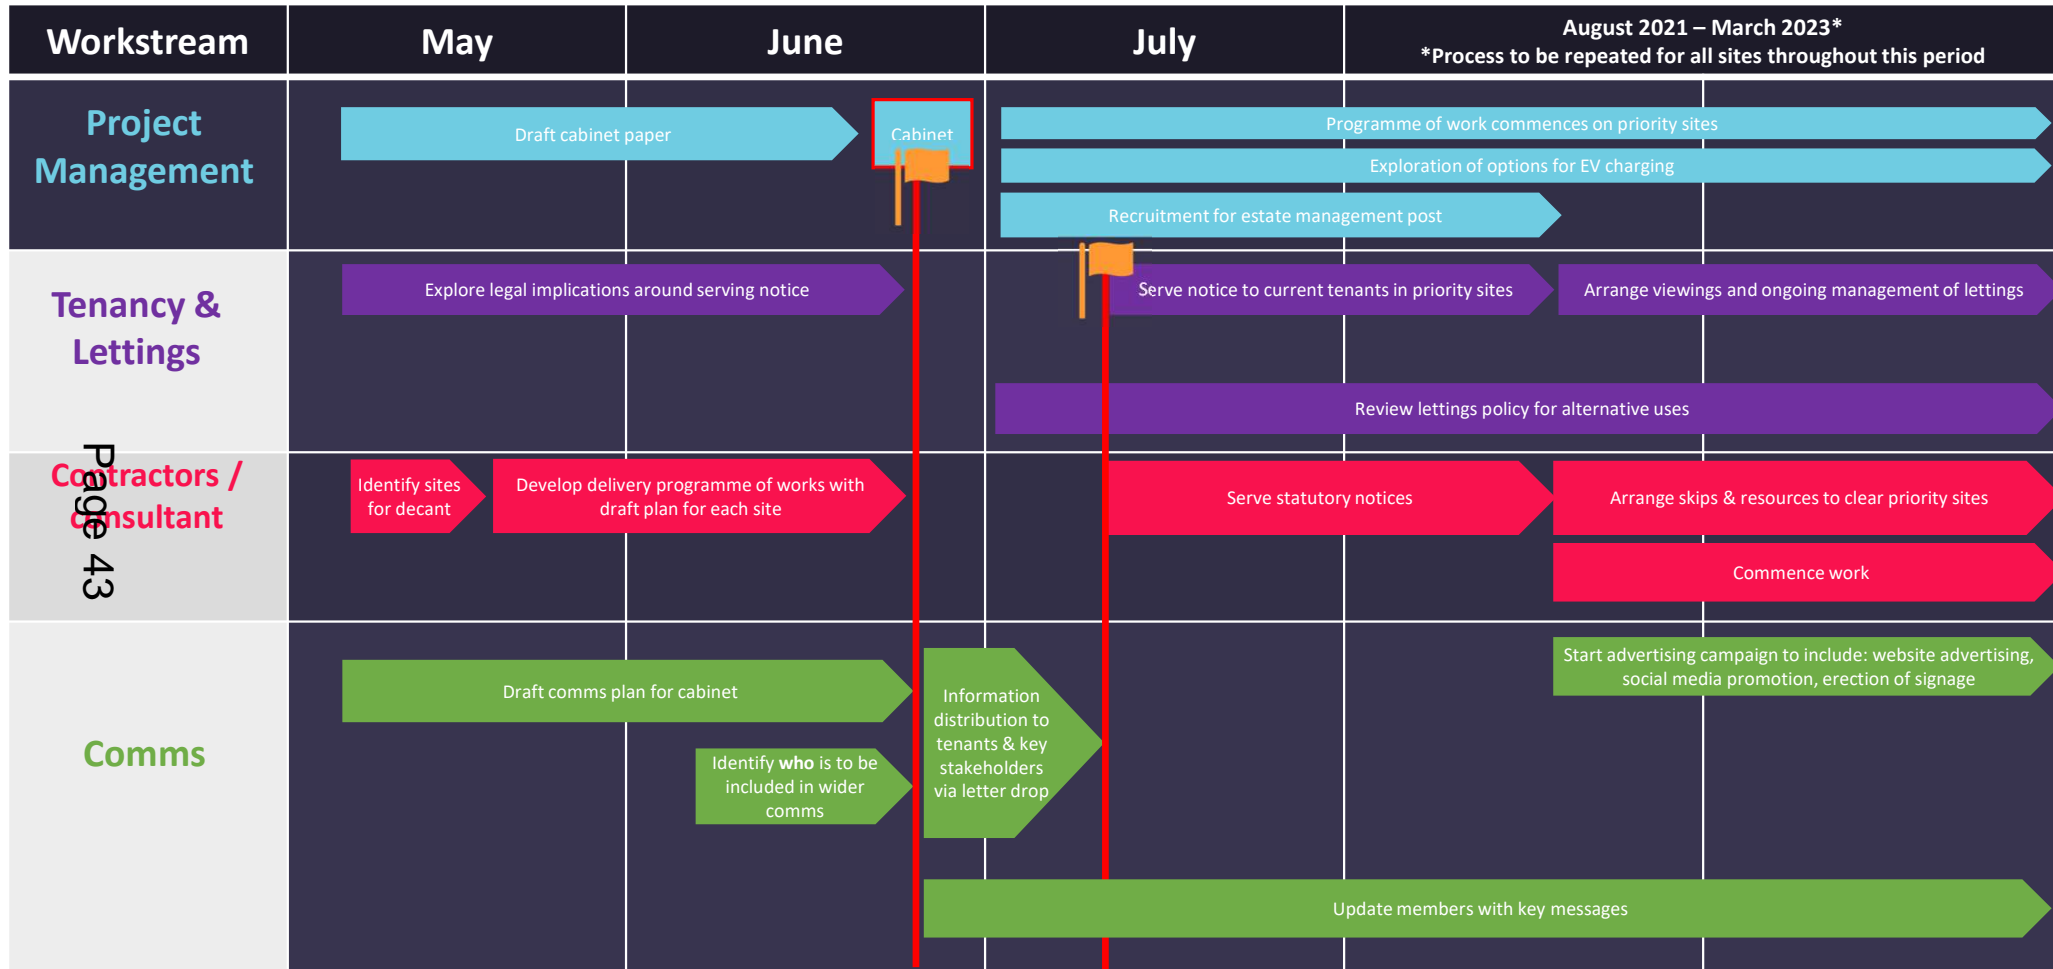 Workstream
May
June
July
August 2021 – March 2023*
*Process to be repeated for all sites throughout this period
Project
Management
Draft cabinet paper
Cabinet
Programme of work commences on priority sites
Exploration of options for EV charging
Recruitment for estate management post
Tenancy &
Lettings
Explore legal implications around serving notice
Serve notice to current tenants in priority sites
Arrange viewings and ongoing management of lettings
Review lettings policy for alternative uses
Contractors /
consultant
Page 43
Identify sites
for decant
Develop delivery programme of works with
draft plan for each site
Serve statutory notices
Arrange skips & resources to clear priority sites
Commence work
Comms
Draft comms plan for cabinet
Identify who is to be
included in wider
comms
Information
distribution to
tenants & key
stakeholders
via letter drop
Start advertising campaign to include: website advertising,
social media promotion, erection of signage
Update members with key messages